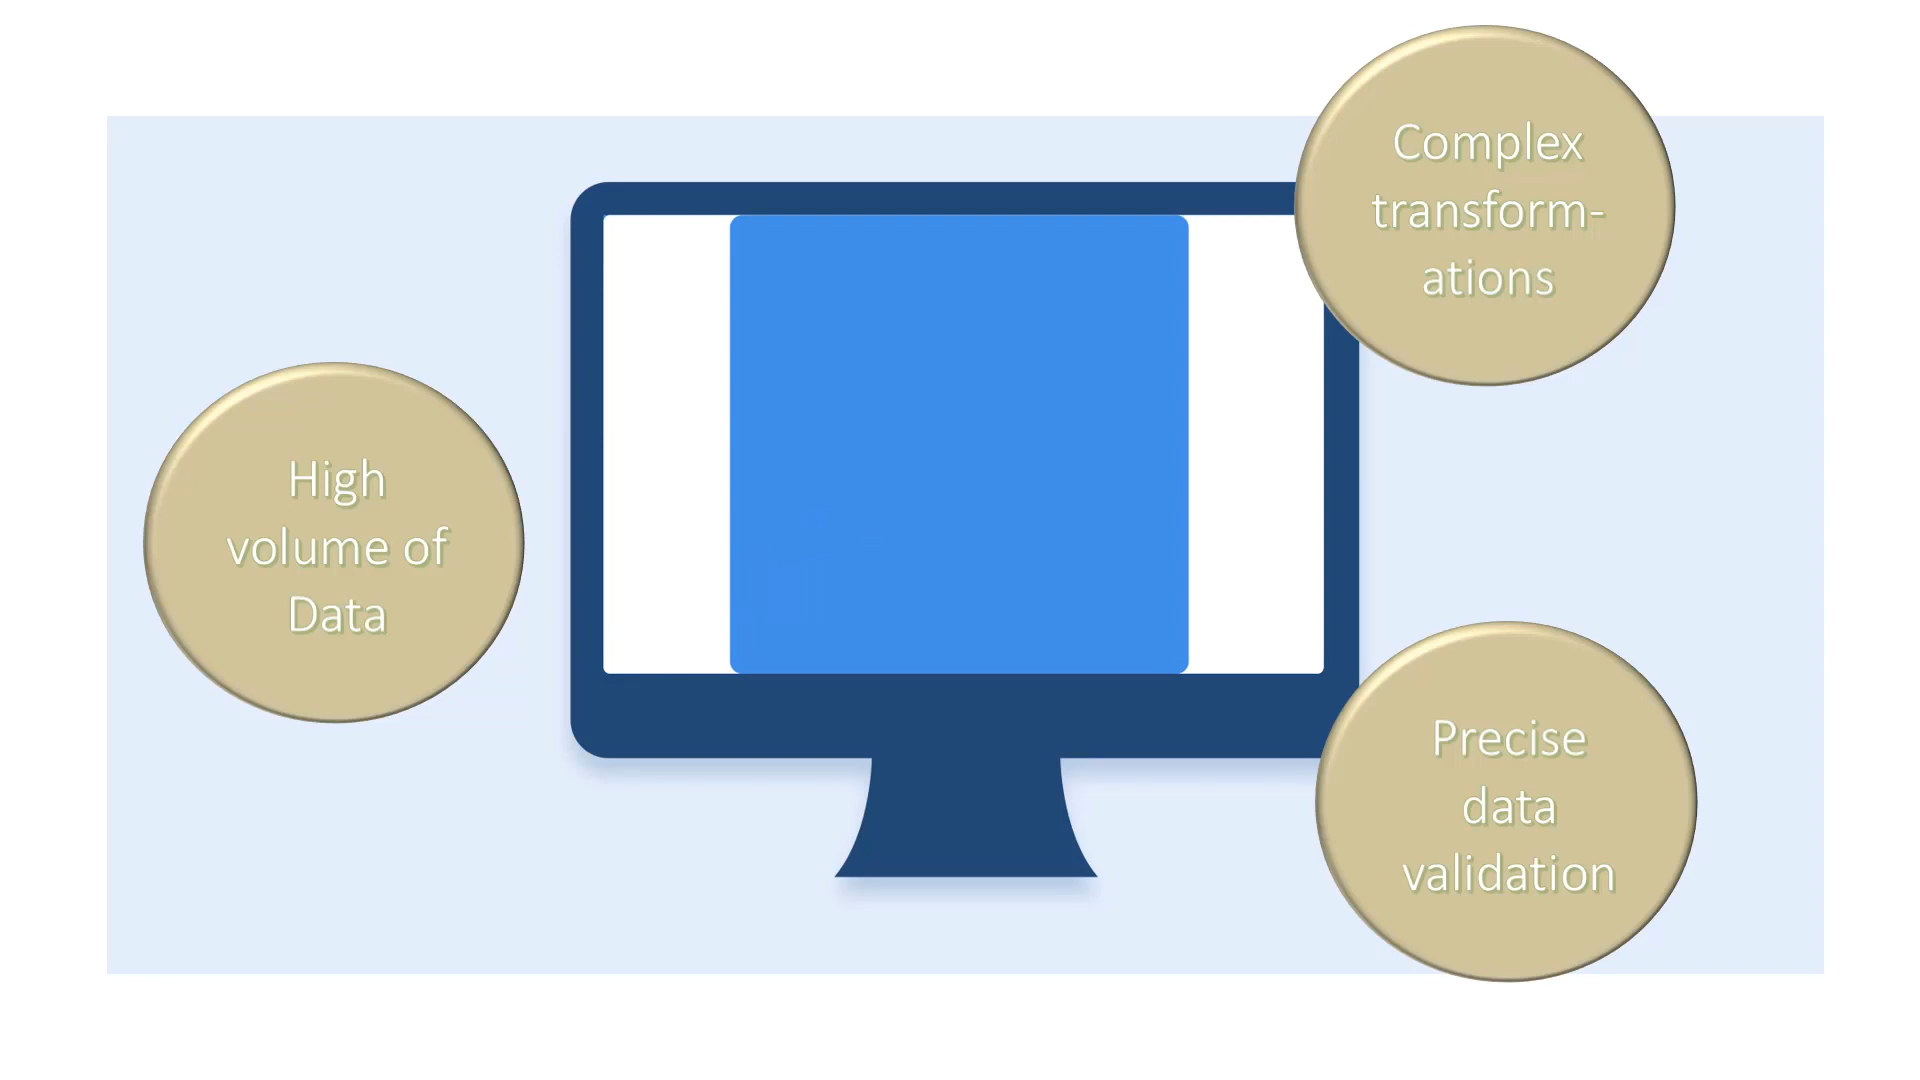 Complex
transform-
ations
High
volume of
Data
Precise
data
validation